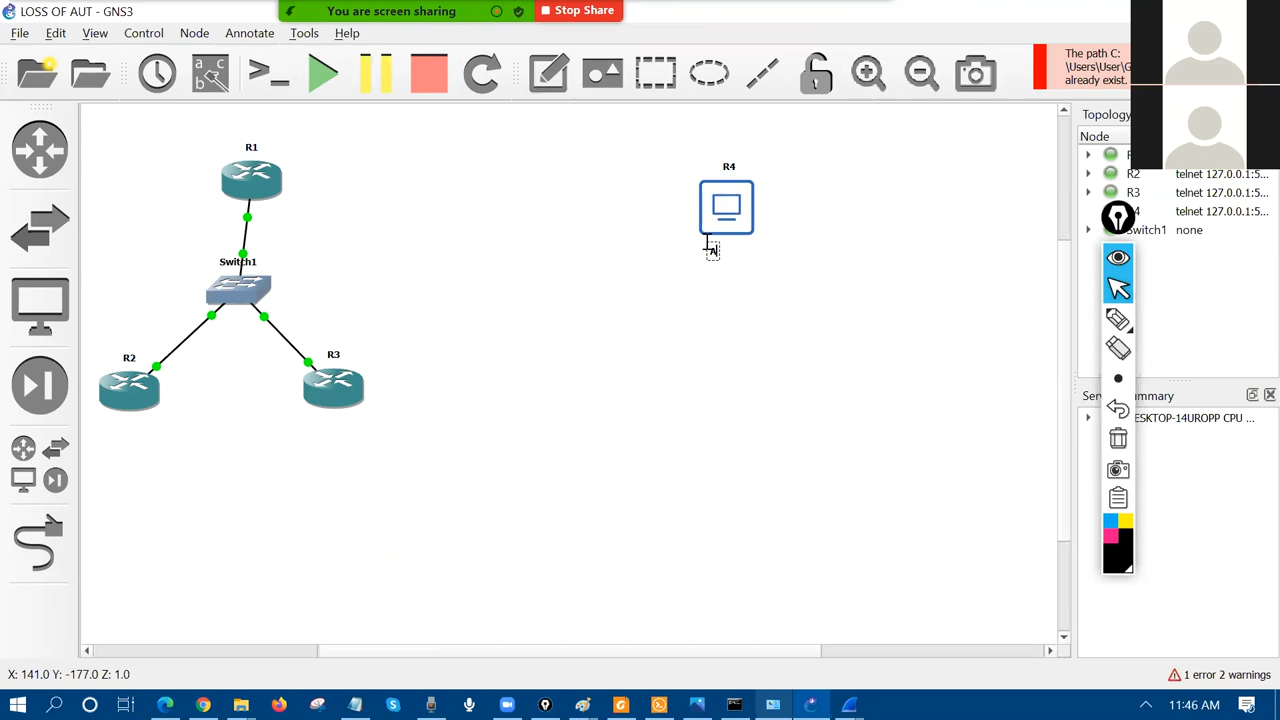 LOSS OF AUT - GNS3
You are screen sharing
Stop Share
File Edit View Control Node Annotate Tools Help
The path C:
\Users\User\G
already exist.
R1
R4
Switch1
A
R2
R3
Topology
Node
R2 telnet 127.0.0.1:5...
R3 telnet 127.0.0.1:5...
4 telnet 127.0.0.1:5...
Switch1 none
Ser
ummary
ESKTOP-14UROPP CPU ...
X: 141.0 Y: -177.0 Z: 1.0
1 error 2 warnings
11:46 AM